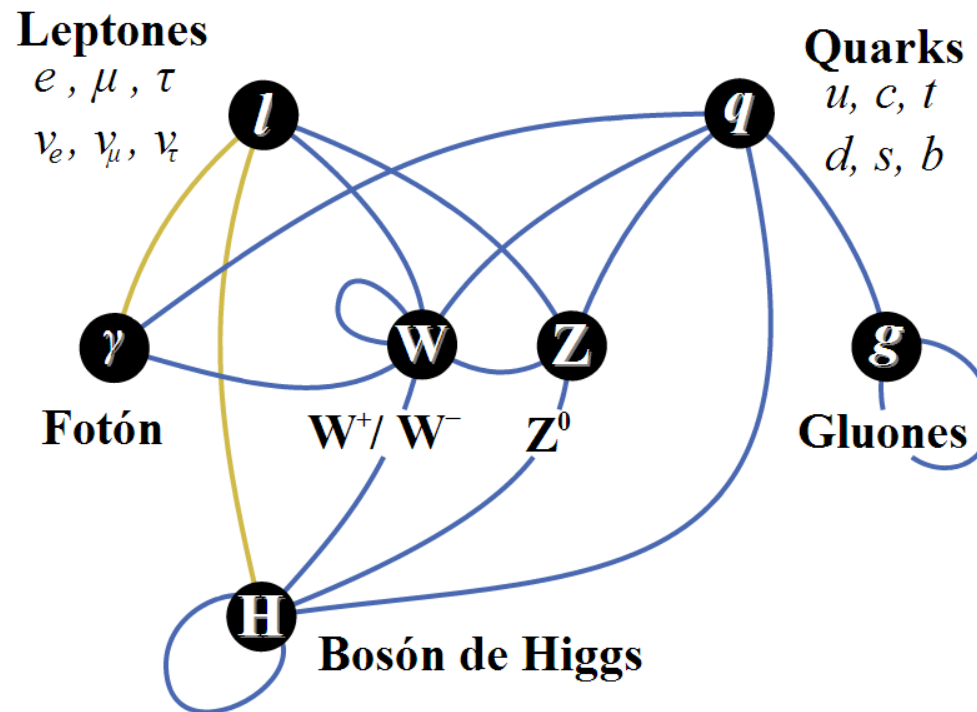 Leptones
e , μ , τ
νe, νμ, ντ
l
Quarks
u, c, t
d, s, b
q
γ
W
Z
g
Fotón
W⁺/ W⁻
Z⁰
Gluones
H
Bosón de Higgs